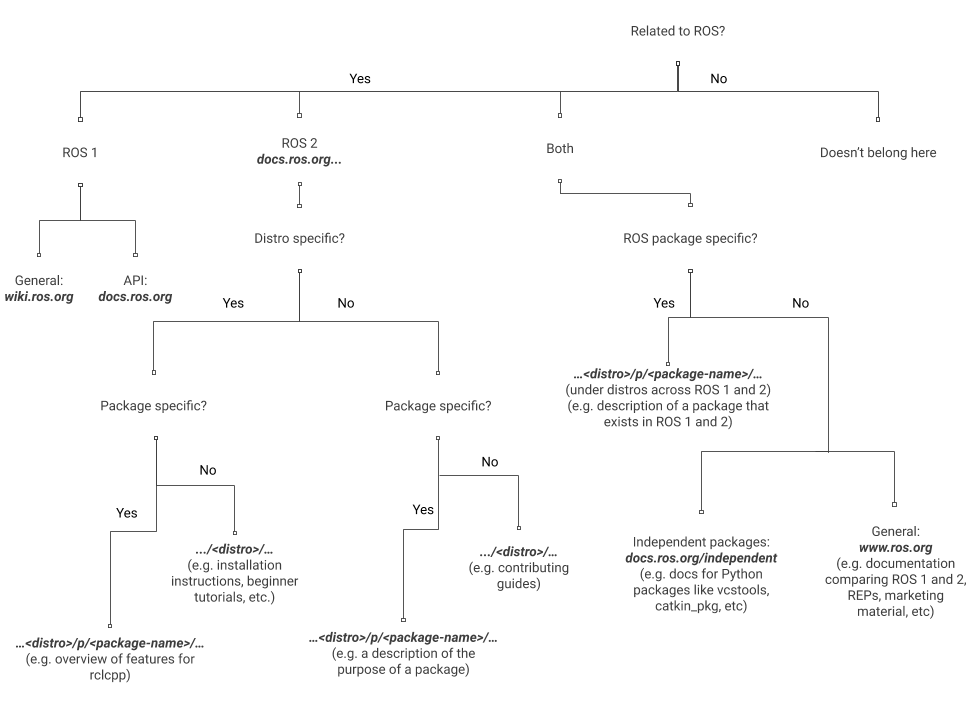 Related to ROS?
Yes
No
ROS 1
ROS 2
docs.ros.org...
Both
Doesn't belong here
Distro specific?
ROS package specific?
General:
wiki.ros.org
API:
docs.ros.org
Yes
No
Yes
No
…<distro>/p/<package-name>/…
(under distros across ROS 1 and 2)
(e.g. description of a package that
exists in ROS 1 and 2)
Package specific?
Package specific?
No
Yes
No
Yes
.../<distro>/…
(e.g. installation
instructions, beginner
tutorials, etc.)
.../<distro>/…
(e.g. contributing
guides)
Independent packages:
docs.ros.org/independent
(e.g. docs for Python
packages like vcstools,
catkin_pkg, etc)
General:
www.ros.org
(e.g. documentation
comparing ROS 1 and 2,
REPs, marketing
material, etc)
…<distro>/p/<package-name>/…
(e.g. overview of features for
rclcpp)
…<distro>/p/<package-name>/…
(e.g. a description of the
purpose of a package)